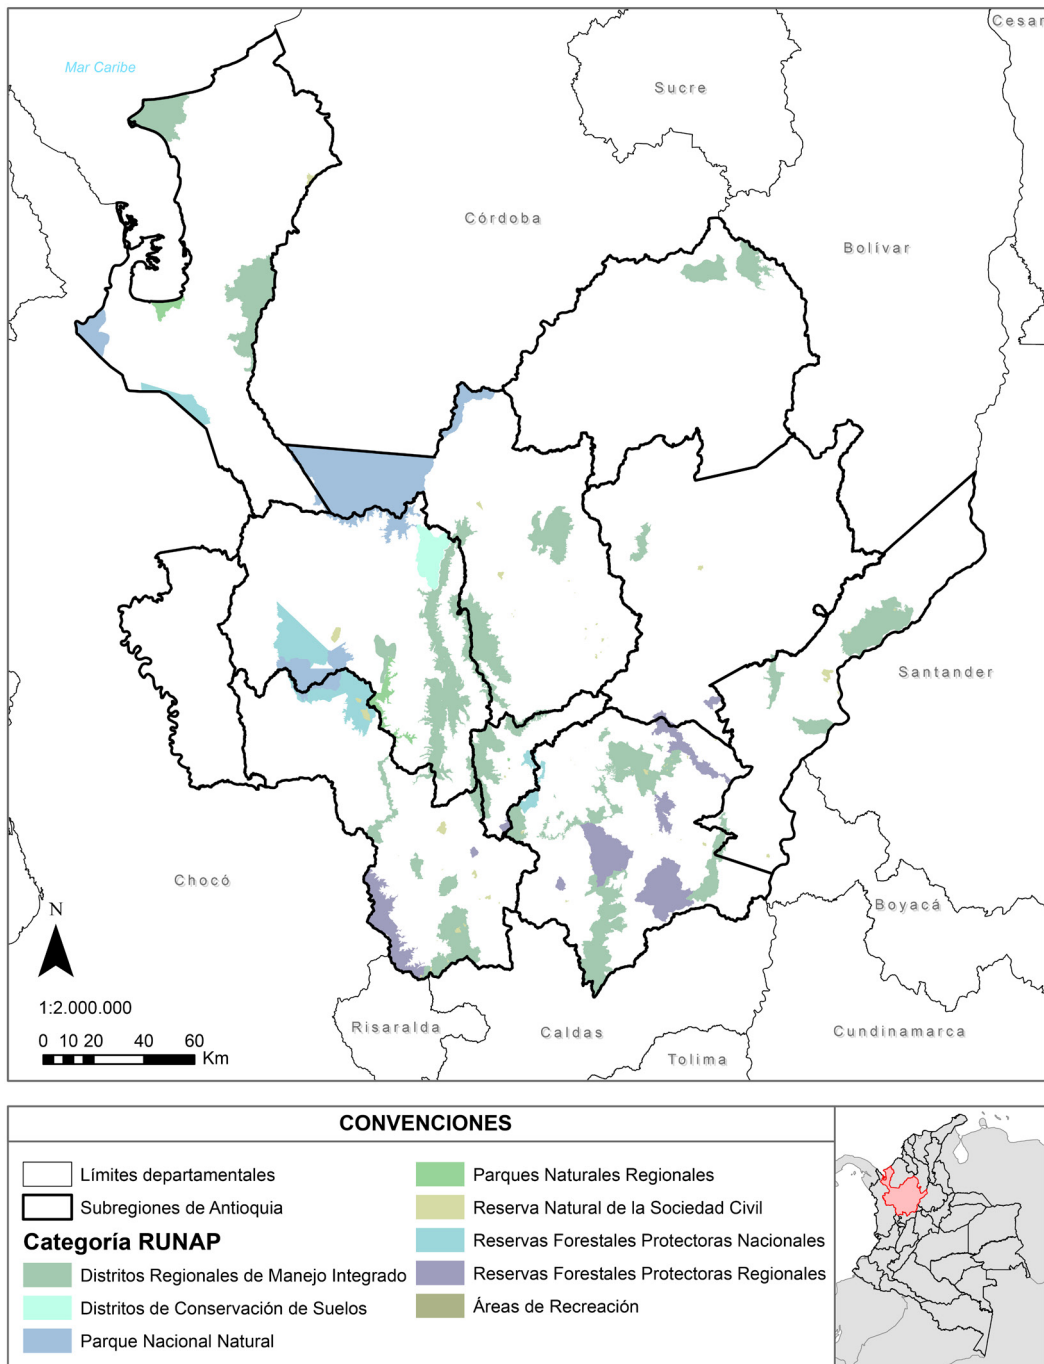 Cesar
Mar Caribe
Sucre
Córdoba
Bolívar
Santander
Chocó
Boyacá
N
1:2.000.000
Risaralda
Caldas
Cundinamarca
Tolima
0 10 20 40 60
Km
CONVENCIONES
Límites departamentales
Subregiones de Antioquia
Categoría RUNAP
Distritos Regionales de Manejo Integrado
Distritos de Conservación de Suelos
Parque Nacional Natural
Parques Naturales Regionales
Reserva Natural de la Sociedad Civil
Reservas Forestales Protectoras Nacionales
Reservas Forestales Protectoras Regionales
Áreas de Recreación